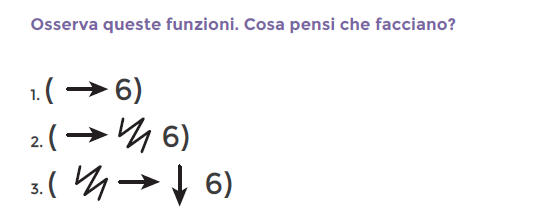 Osserva queste funzioni. Cosa pensi che facciano?
1. ( → 6)
2. ( → 6)
3. ( → ↓ 6)